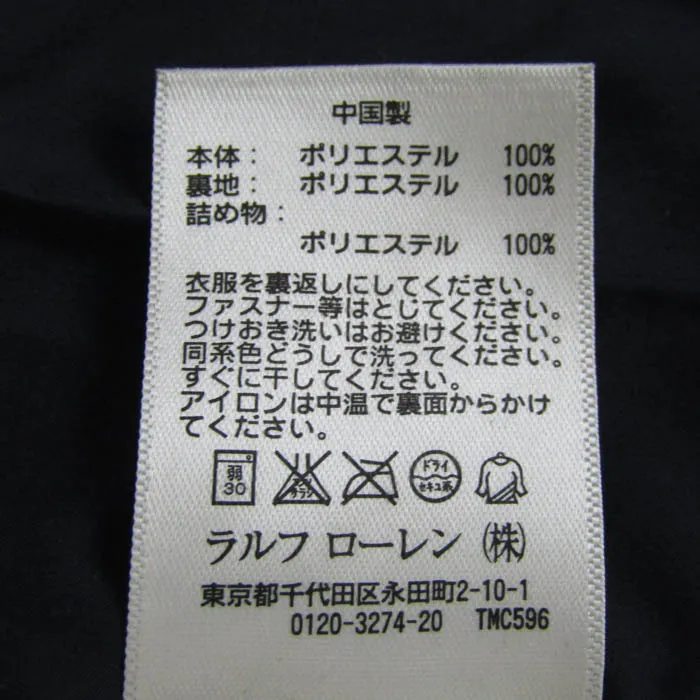 中国製
本体： ポリエステル 100%
裏地： ポリエステル 100%
詰め物：
ポリエステル 100%
衣服を裏返しにしてください。
ファスナー等はとじてください。
つけおき洗いはお避けください。
同系色どうしで洗ってください。
すぐに干してください。
アイロンは中温で裏面からかけ
てください。
弱 30 ドライ セキユ系
ラルフ ローレン ㈱
東京都千代田区永田町2-10-1
0120-3274-20 TMC596